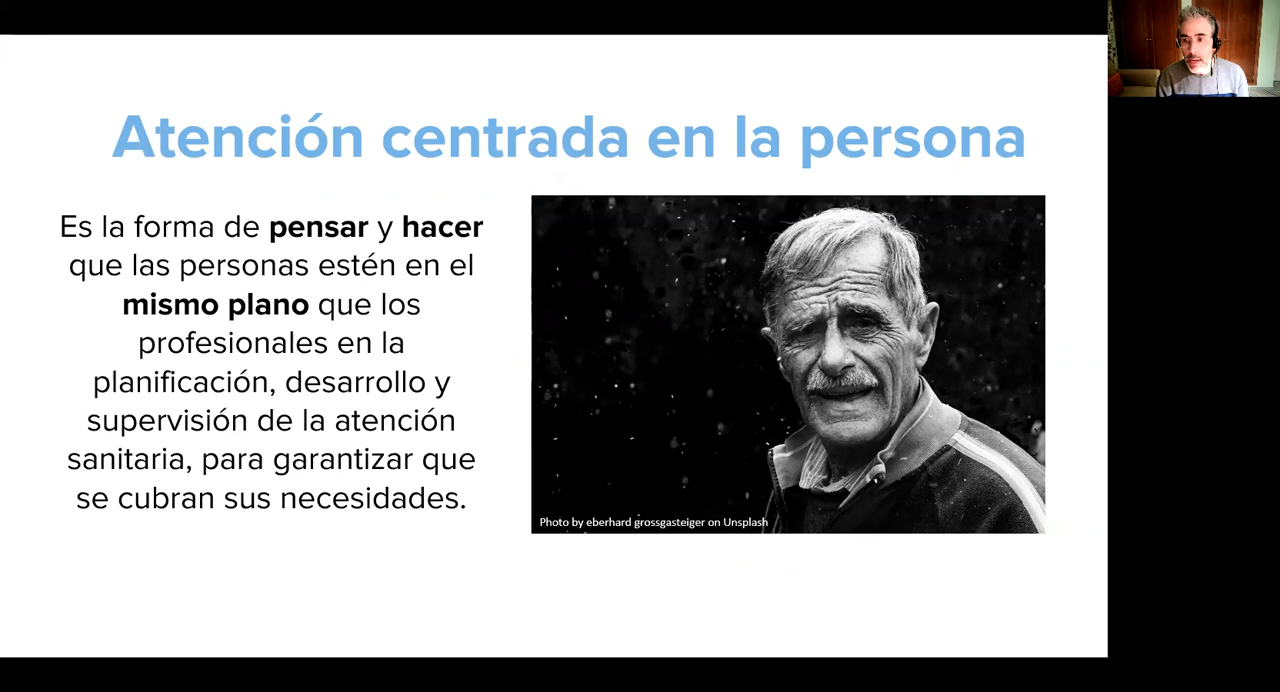 Atención centrada en la persona
Es la forma de pensar y hacer
que las personas estén en el
mismo plano que los
profesionales en la
planificación, desarrollo y
supervisión de la atención
sanitaria, para garantizar que
se cubran sus necesidades.
Photo by eberhard grossgasteiger on Unsplash